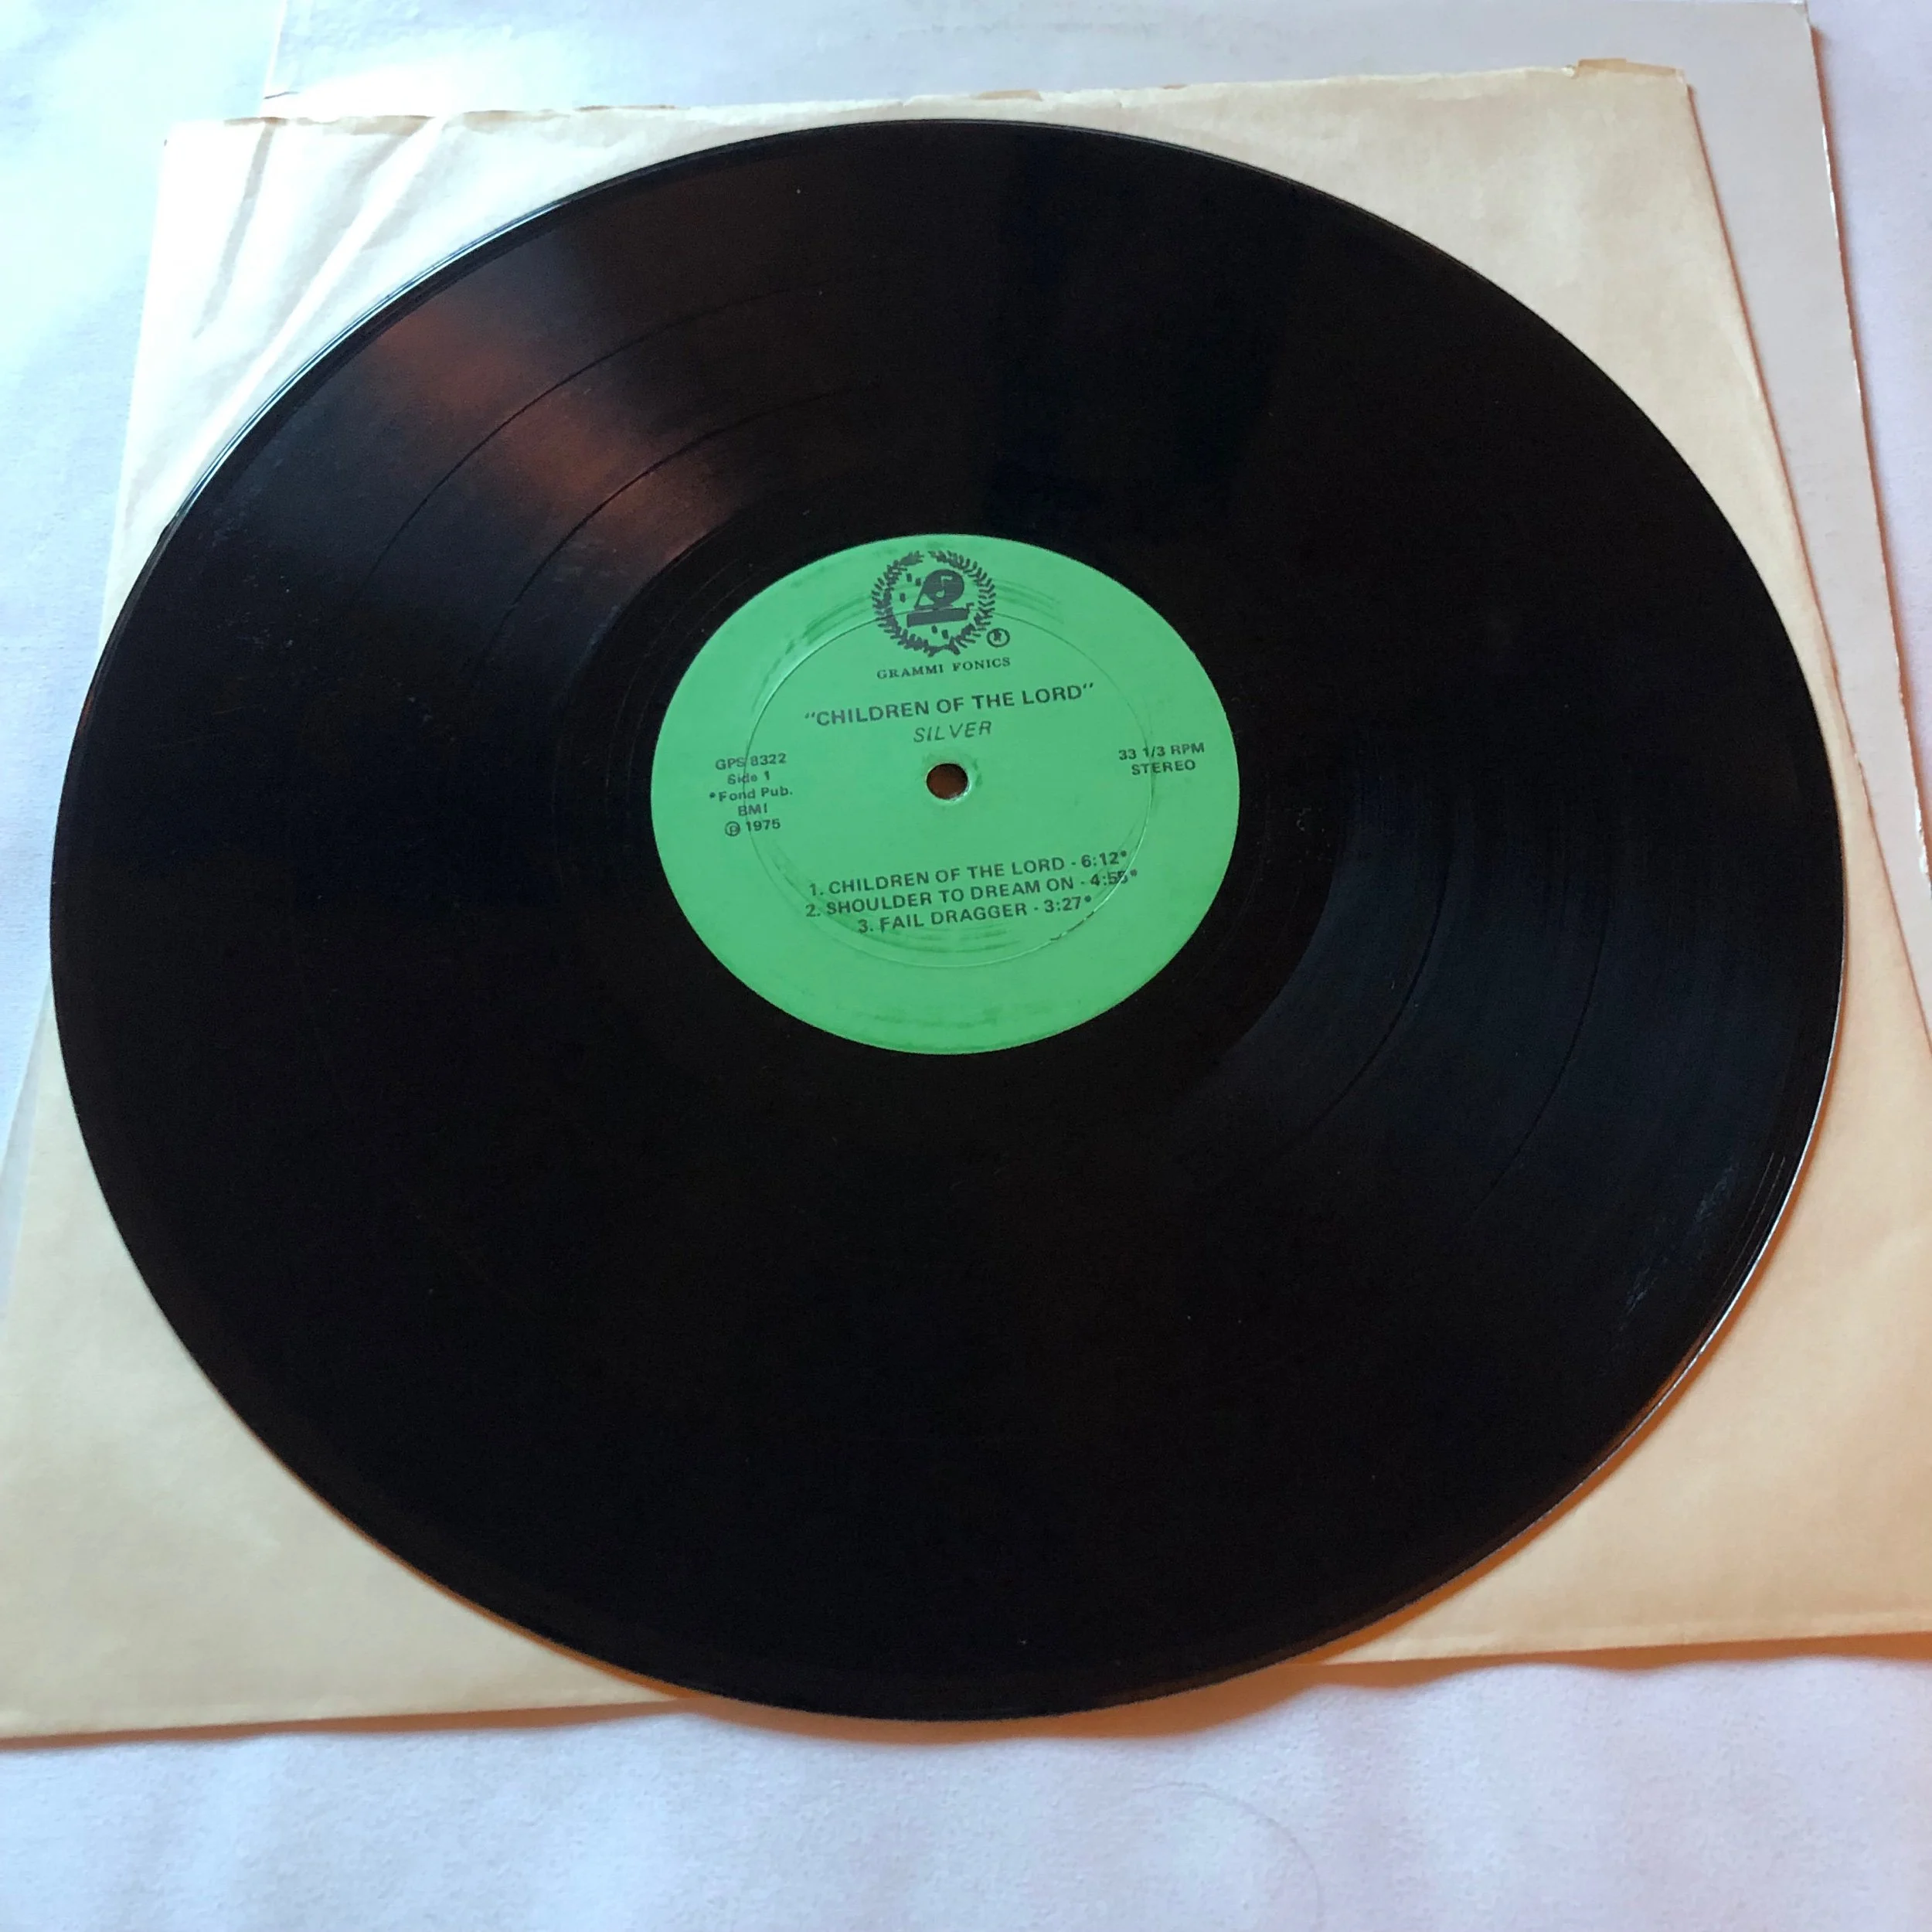 ®
GRAMMI FONICS
"CHILDREN OF THE LORD"
SILVER
GPS 8322
Side 1
*Fond Pub.
BMI
℗ 1975
33 1/3 RPM
STEREO
1. CHILDREN OF THE LORD - 6:12*
2. SHOULDER TO DREAM ON - 4:55*
3. FAIL DRAGGER - 3:27*